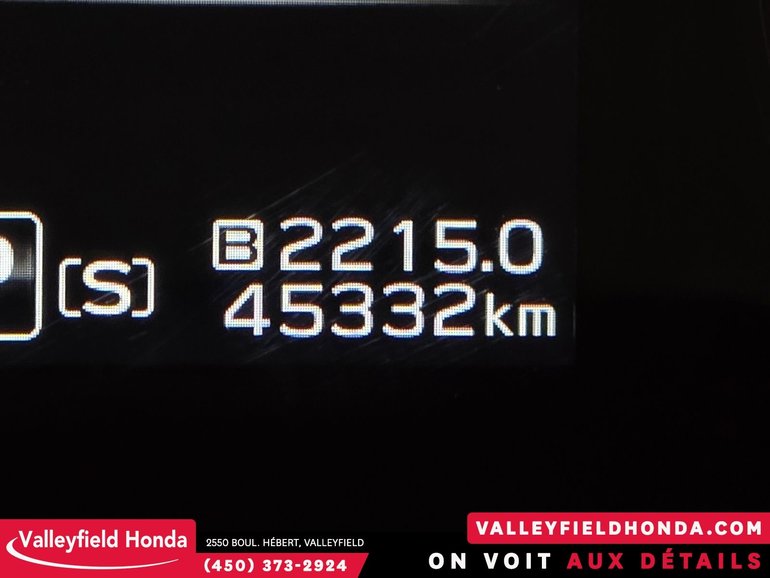 B 2215.0
[S]
45332km
VALLEYFIELDHONDA.COM
Valleyfield Honda
2550 BOUL. HÉBERT, VALLEYFIELD
(450) 373-2924
ON VOIT AUX DÉTAILS